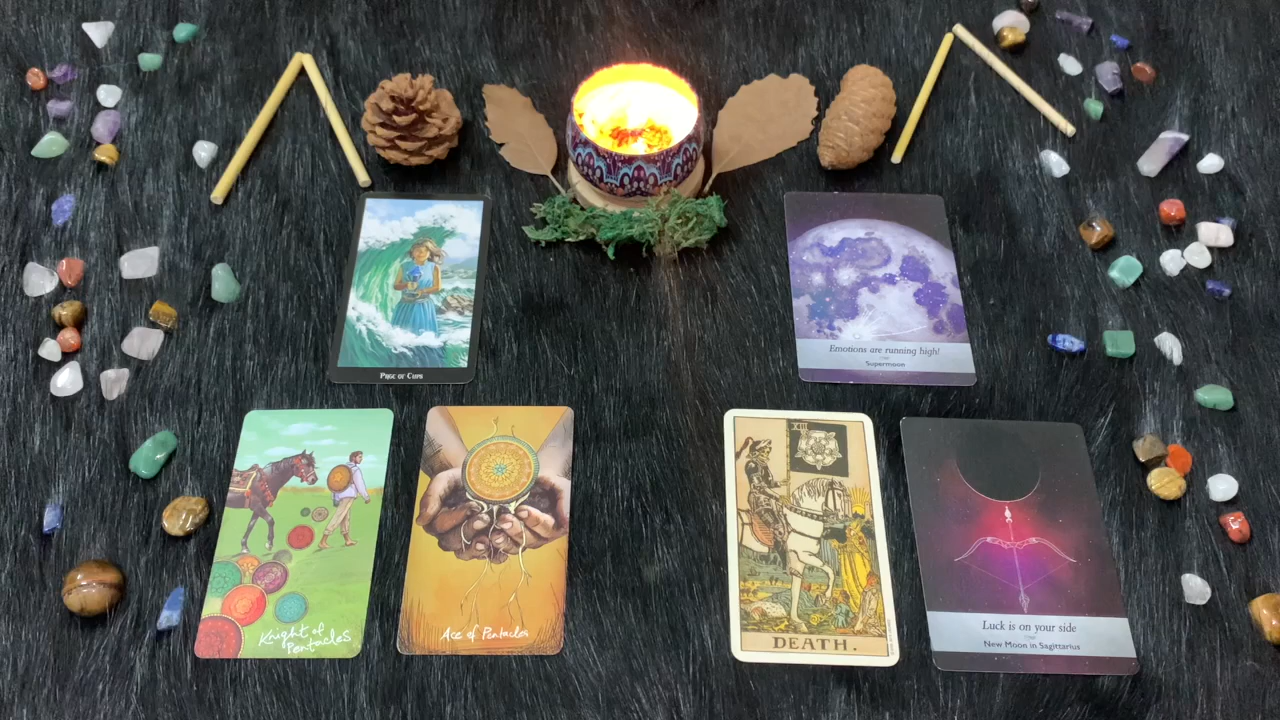 PAGE OF CUPS
Emotions are running high!
Supermoon
Knight of
Pentacles
Ace of Pentacles
XIII
DEATH.
Luck is on your side
New Moon in Sagittarius